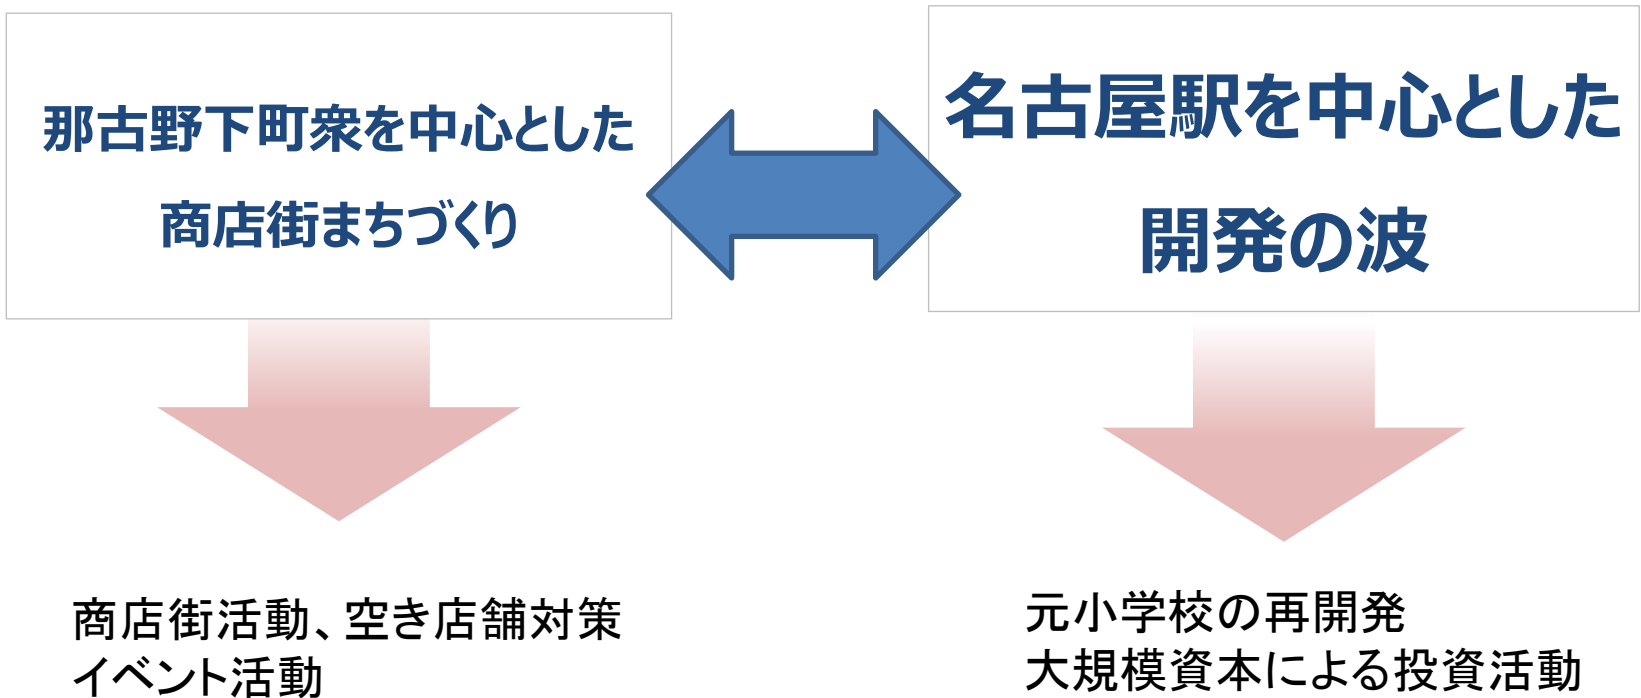 那古野下町衆を中心とした
商店街まちづくり
名古屋駅を中心とした
開発の波
商店街活動、空き店舗対策
イベント活動
元小学校の再開発
大規模資本による投資活動